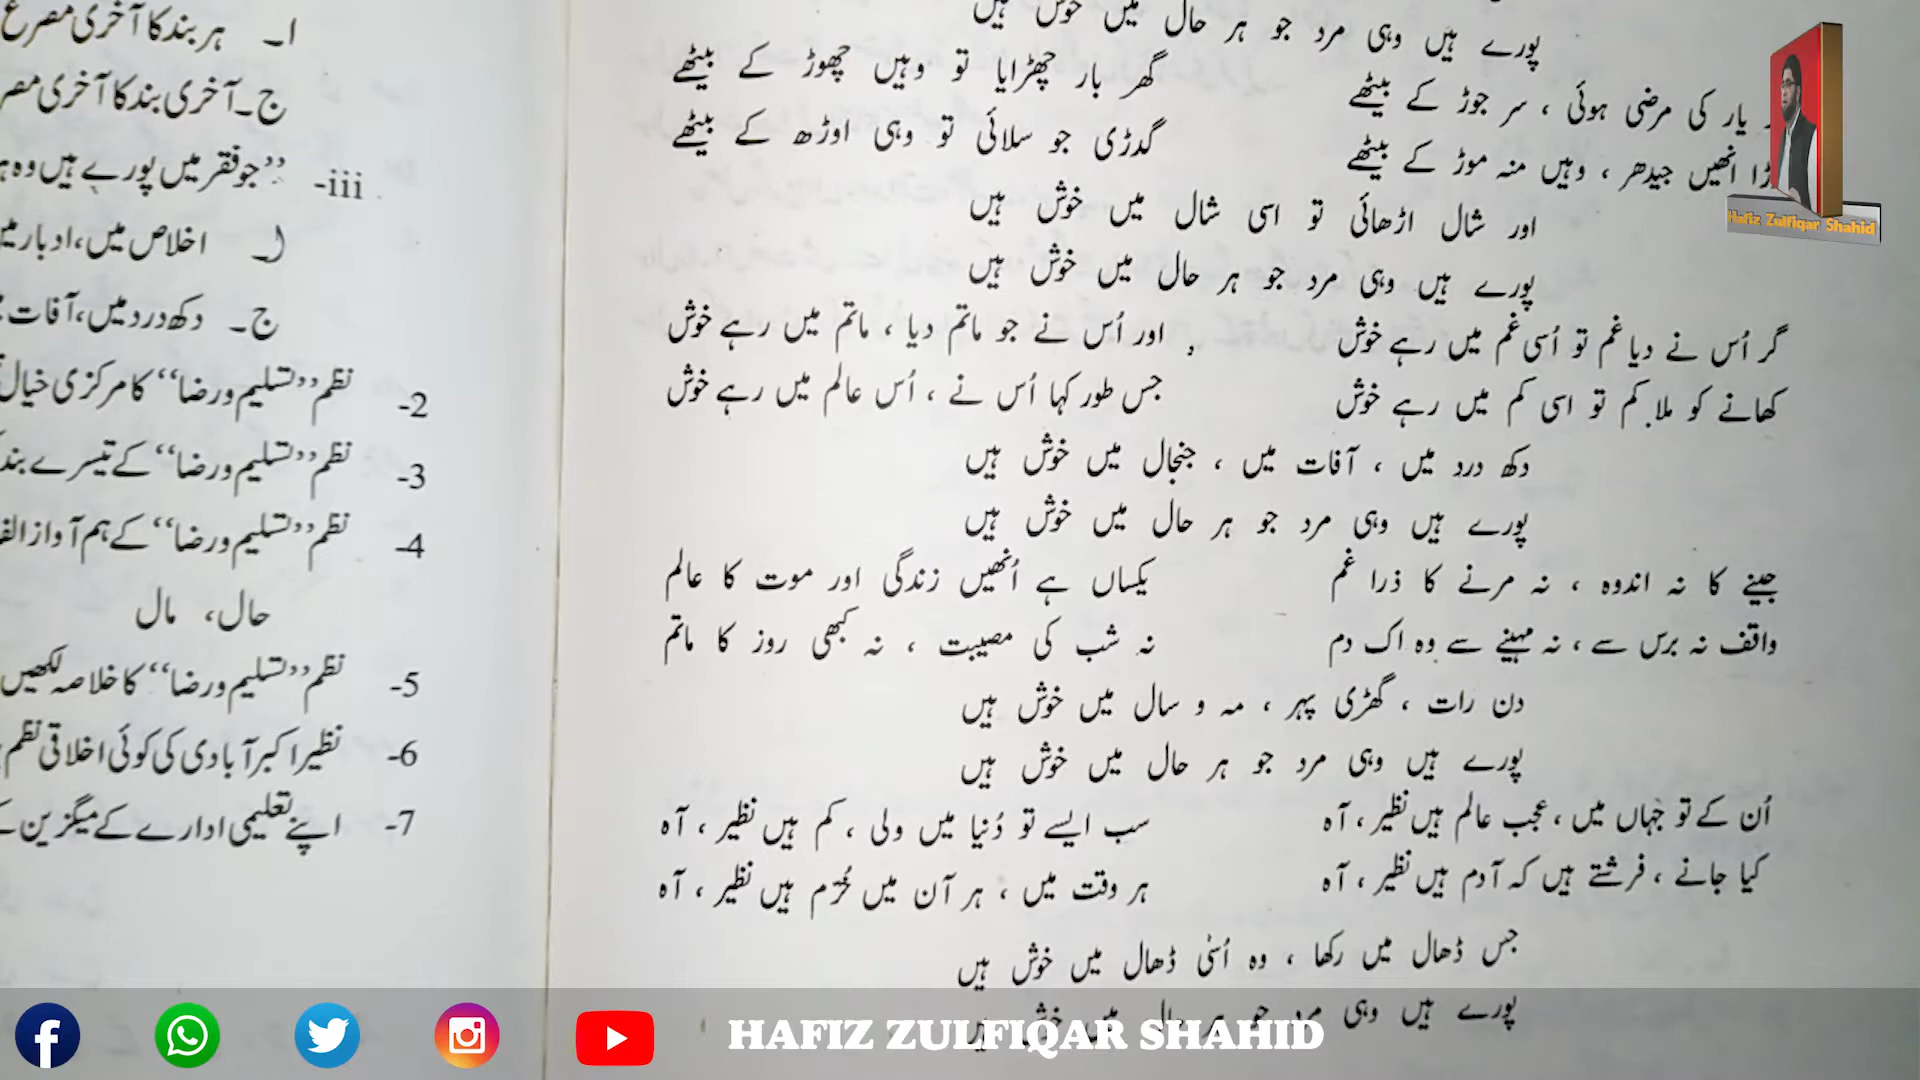 پورے ہیں وہی مرد جو ہر حال میں خوش ہیں
یار کی مرضی ہوئی ، سر جوڑ کے بیٹھے
گھر بار چھڑایا تو وہیں چھوڑ کے بیٹھے
انھیں جیدھر ، وہیں منہ موڑ کے بیٹھے
گدڑی جو سلائی تو وہی اوڑھ کے بیٹھے
اور شال اڑھائی تو اسی شال میں خوش ہیں
پورے ہیں وہی مرد جو ہر حال میں خوش ہیں
گر اُس نے دیا غم تو اُسی غم میں رہے خوش
اور اُس نے جو ماتم دیا ، ماتم میں رہے خوش
کھانے کو ملا کم تو اسی کم میں رہے خوش
جس طور کہا اُس نے ، اُس عالم میں رہے خوش
دکھ درد میں ، آفات میں ، جنجال میں خوش ہیں
پورے ہیں وہی مرد جو ہر حال میں خوش ہیں
جینے کا نہ اندوہ ، نہ مرنے کا ذرا غم
یکساں ہے اُنھیں زندگی اور موت کا عالم
واقف نہ برس سے ، نہ مہینے سے وہ اک دم
نہ شب کی مصیبت ، نہ کبھی روز کا ماتم
دن رات ، گھڑی پہر ، مہ و سال میں خوش ہیں
پورے ہیں وہی مرد جو ہر حال میں خوش ہیں
اُن کے تو جہاں میں ، عجب عالم ہیں نظیر ، آہ
سب ایسے تو دُنیا میں ولی ، کم ہیں نظیر ، آہ
کیا جانے ، فرشتے ہیں کہ آدم ہیں نظیر ، آہ
ہر وقت میں ، ہر آن میں خُرّم ہیں نظیر ، آہ
جس ڈھال میں رکھا ، وہ اُسی ڈھال میں خوش ہیں
پورے ہیں وہی مرد جو ہر حال میں خوش ہیں
ا۔ ہر بند کا آخری مصرع
ج۔ آخری بند کا آخری
iii- ”جو فقر میں پورے ہیں وہ
ا۔ اخلاص میں، ادبار
ج۔ دکھ درد میں، آفات
2- نظم ”تسلیم و رضا“ کا مرکزی خیال
3- نظم ”تسلیم و رضا“ کے تیسرے بند
4- نظم ”تسلیم و رضا“ کے ہم آواز
حال، مال
5- نظم ”تسلیم و رضا“ کا خلاصہ لکھیں
6- نظیر اکبر آبادی کی کوئی اخلاقی نظم
7- اپنے تعلیمی ادارے کے میگزین
Hafiz Zulfiqar Shahid
HAFIZ ZULFIQAR SHAHID